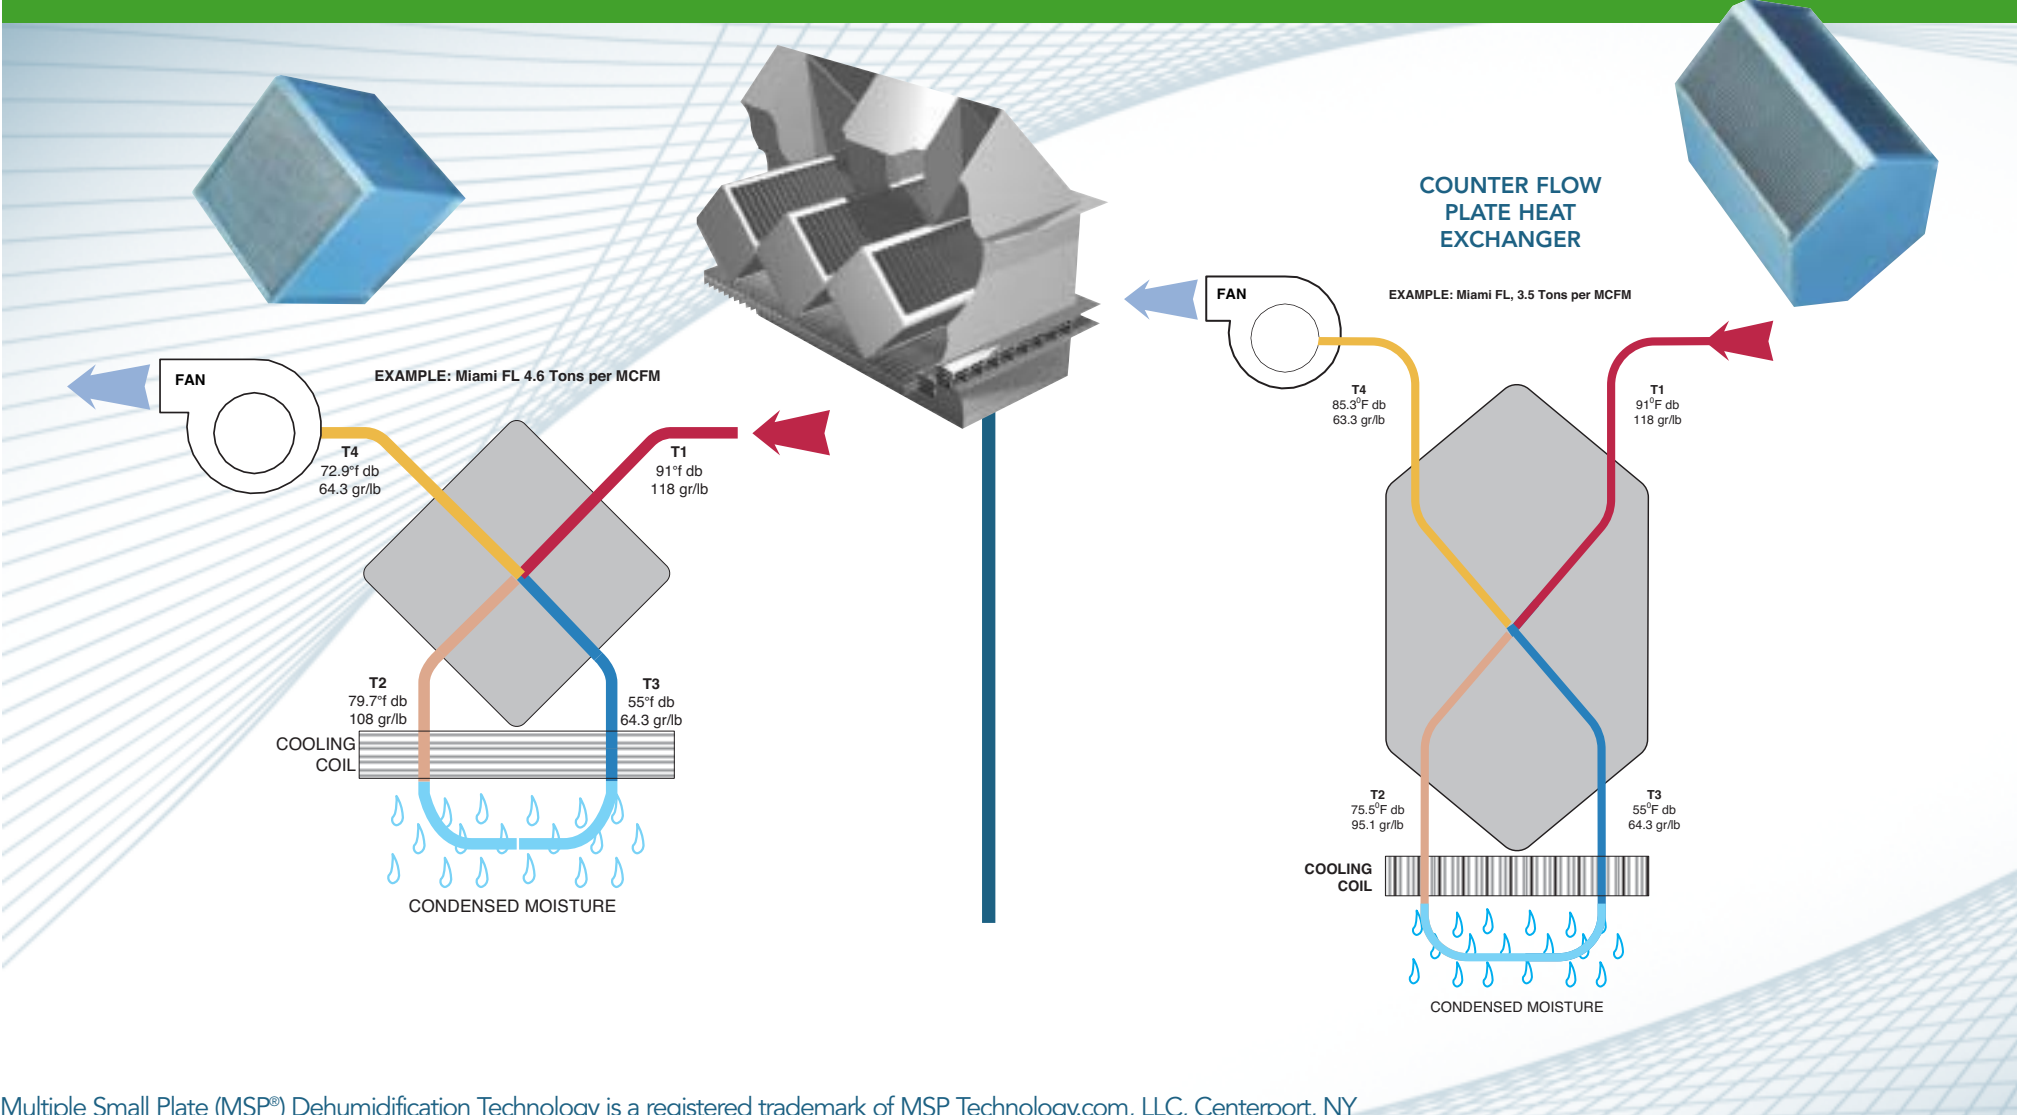 FAN
EXAMPLE: Miami FL 4.6 Tons per MCFM
T4
72.9°f db
64.3 gr/lb
T1
91°f db
118 gr/lb
T2
79.7°f db
108 gr/lb
T3
55°f db
64.3 gr/lb
COOLING
COIL
CONDENSED MOISTURE
COUNTER FLOW
PLATE HEAT
EXCHANGER
FAN
EXAMPLE: Miami FL, 3.5 Tons per MCFM
T4
85.3⁰F db
63.3 gr/lb
T1
91⁰F db
118 gr/lb
T2
75.5⁰F db
95.1 gr/lb
T3
55⁰F db
64.3 gr/lb
COOLING
COIL
CONDENSED MOISTURE
Multiple Small Plate (MSP®) Dehumidification Technology is a registered trademark of MSP Technology.com, LLC, Centerport, NY